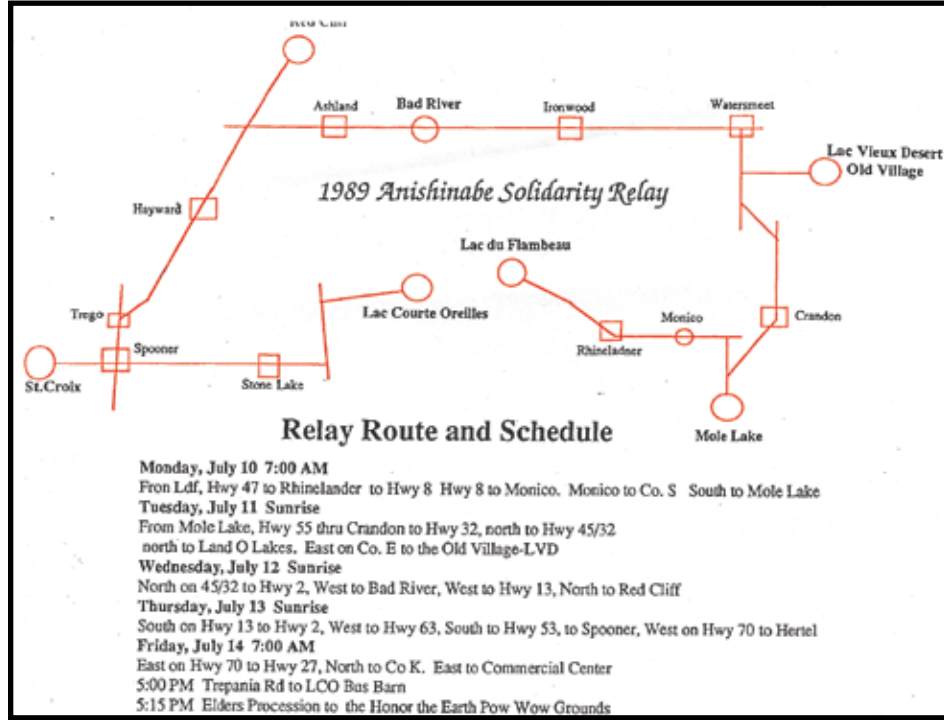 Ashland
Bad River
Ironwood
Watersmeet
Lac Vieux Desert
Old Village
1989 Anishinabe Solidarity Relay
Hayward
Lac du Flambeau
Trego
Lac Courte Oreilles
Monico
Crandon
Rhineladner
Spooner
St.Croix
Stone Lake
Mole Lake
Relay Route and Schedule
Monday, July 10 7:00 AM
Fron Ldf, Hwy 47 to Rhinelander to Hwy 8 Hwy 8 to Monico. Monico to Co. S South to Mole Lake
Tuesday, July 11 Sunrise
From Mole Lake, Hwy 55 thru Crandon to Hwy 32, north to Hwy 45/32
north to Land O Lakes. East on Co. E to the Old Village-LVD
Wednesday, July 12 Sunrise
North on 45/32 to Hwy 2, West to Bad River, West to Hwy 13, North to Red Cliff
Thursday, July 13 Sunrise
South on Hwy 13 to Hwy 2, West to Hwy 63, South to Hwy 53, to Spooner, West on Hwy 70 to Hertel
Friday, July 14 7:00 AM
East on Hwy 70 to Hwy 27, North to Co K. East to Commercial Center
5:00 PM Trepania Rd to LCO Bus Barn
5:15 PM Elders Procession to the Honor the Earth Pow Wow Grounds